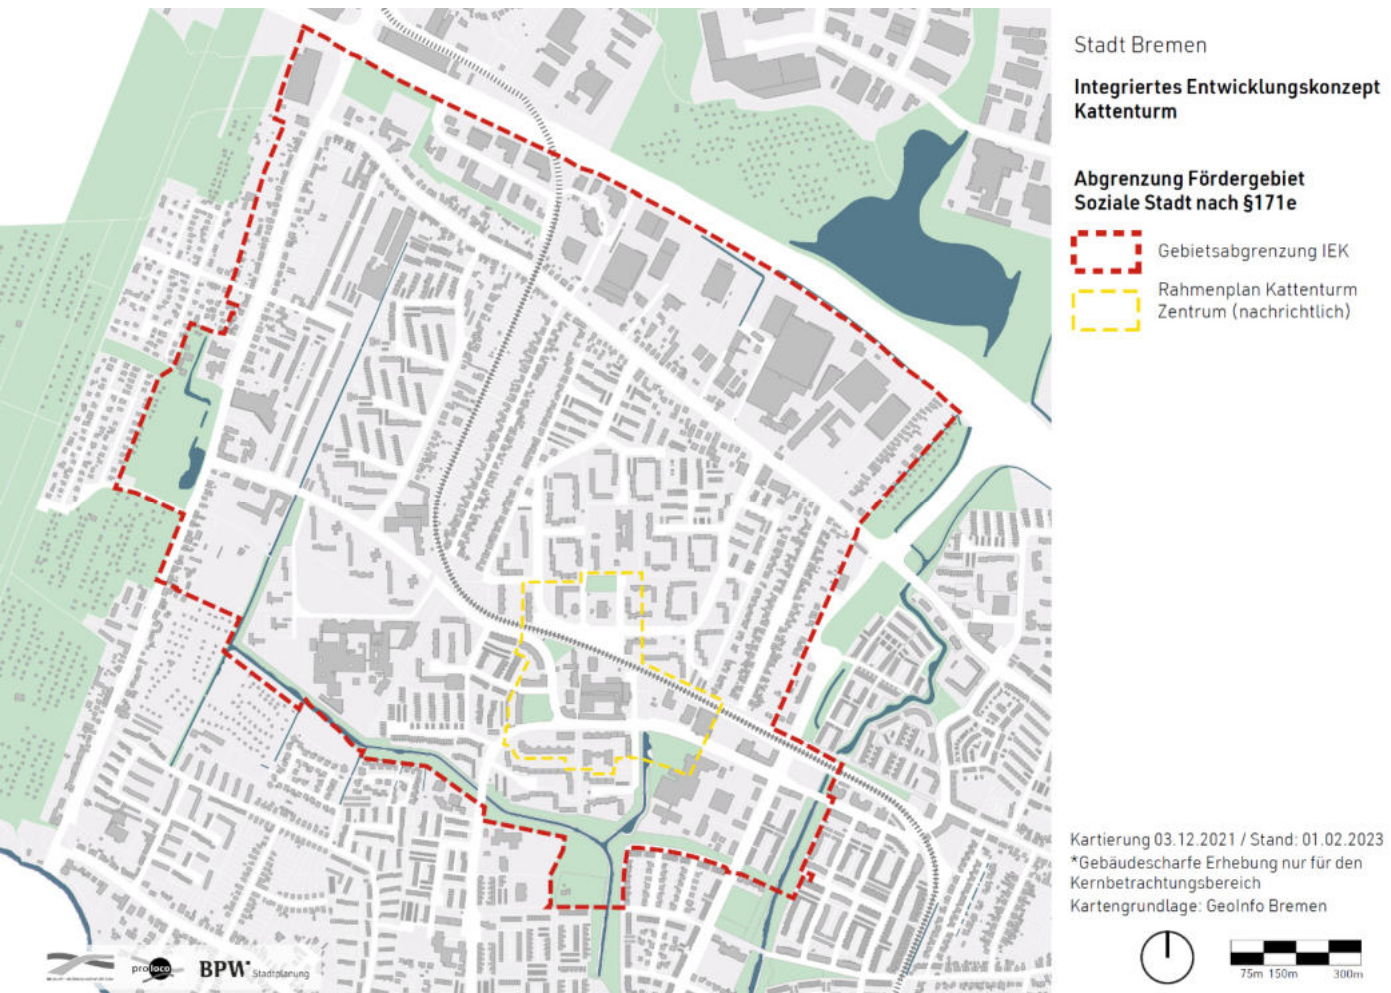 Stadt Bremen
Integriertes Entwicklungskonzept
Kattenturm
Abgrenzung Fördergebiet
Soziale Stadt nach §171e
Gebietsabgrenzung IEK
Rahmenplan Kattenturm
Zentrum (nachrichtlich)
Kartierung 03.12.2021 / Stand: 01.02.2023
*Gebäudescharfe Erhebung nur für den
Kernbetrachtungsbereich
Kartengrundlage: GeoInfo Bremen
75m 150m 300m
proloco
BPW Stadtplanung